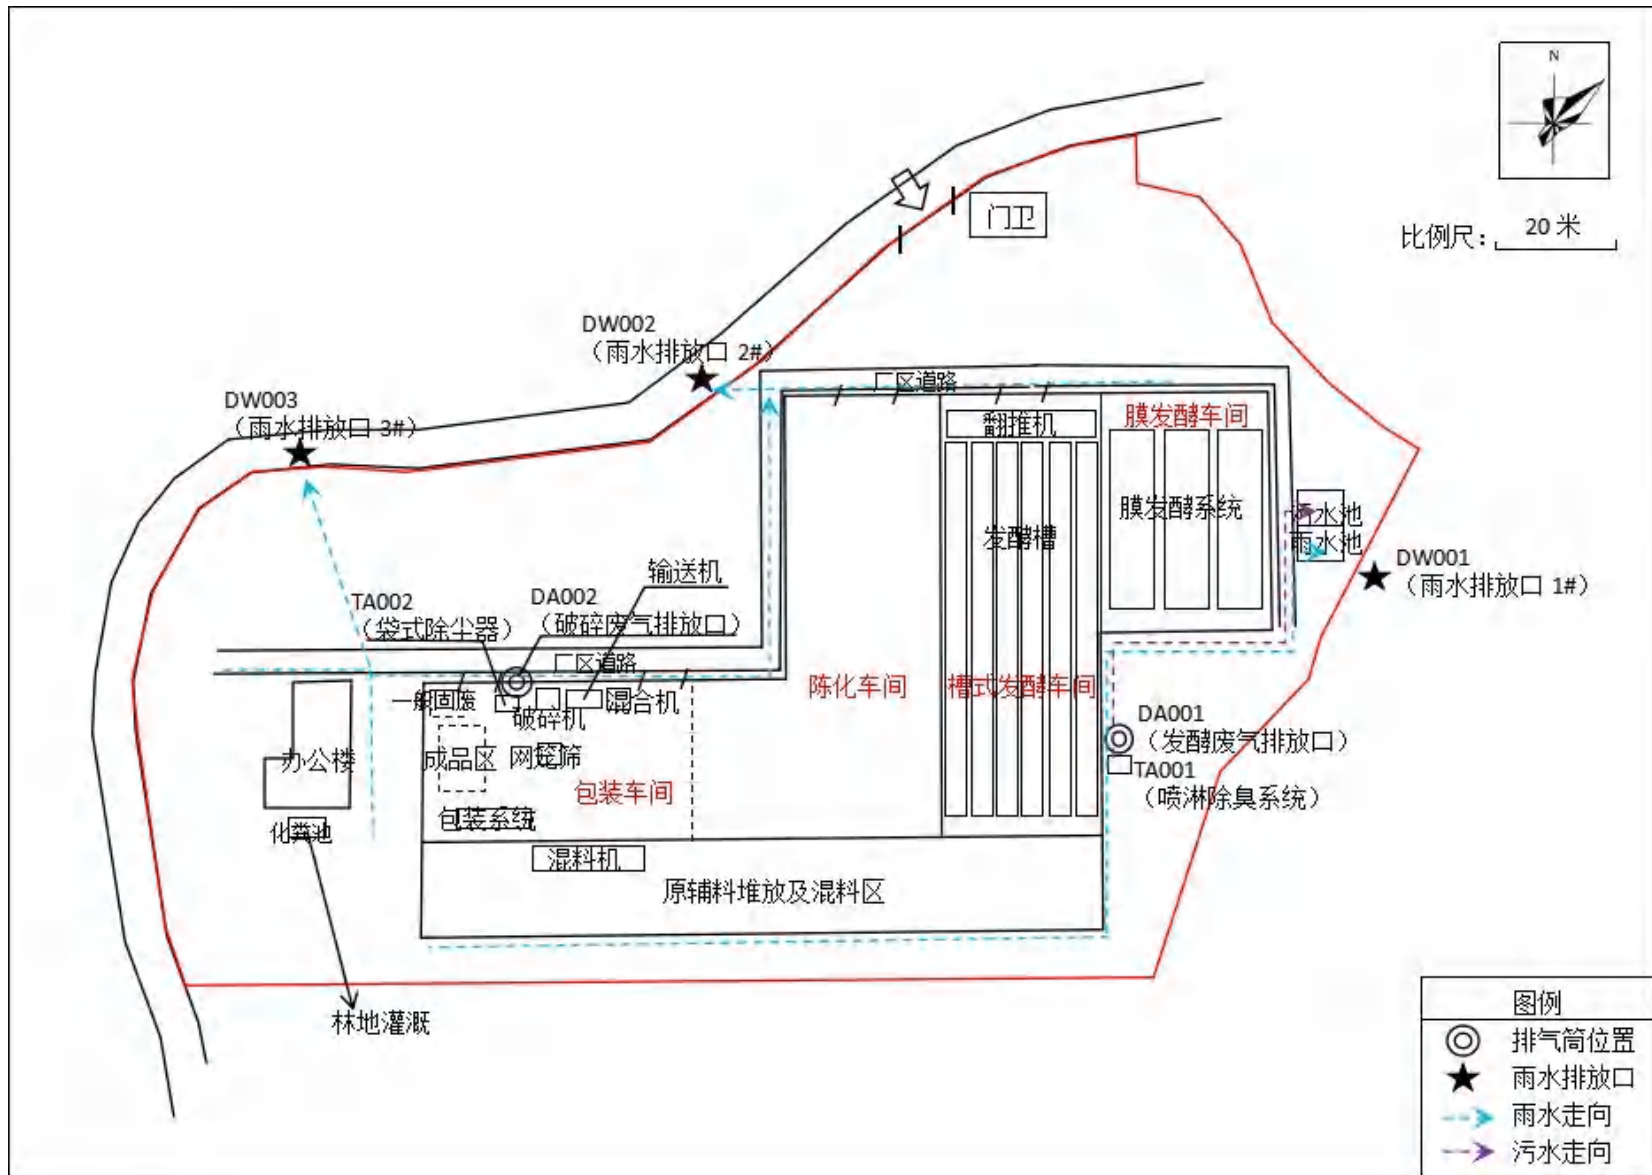 N
比例尺：
20 米
门卫
DW002
（雨水排放口 2#）
DW003
（雨水排放口 3#）
厂区道路
翻推机
膜发酵车间
膜发酵系统
发酵槽
污水池
雨水池
DW001
（雨水排放口 1#）
输送机
TA002
（袋式除尘器）
DA002
（破碎废气排放口）
厂区道路
陈化车间
槽式发酵车间
一般固废
破碎机
混合机
DA001
（发酵废气排放口）
TA001
（喷淋除臭系统）
办公楼
成品区
网筛
包装车间
包装系统
化粪池
混料机
原辅料堆放及混料区
林地灌溉
图例
排气筒位置
雨水排放口
雨水走向
污水走向